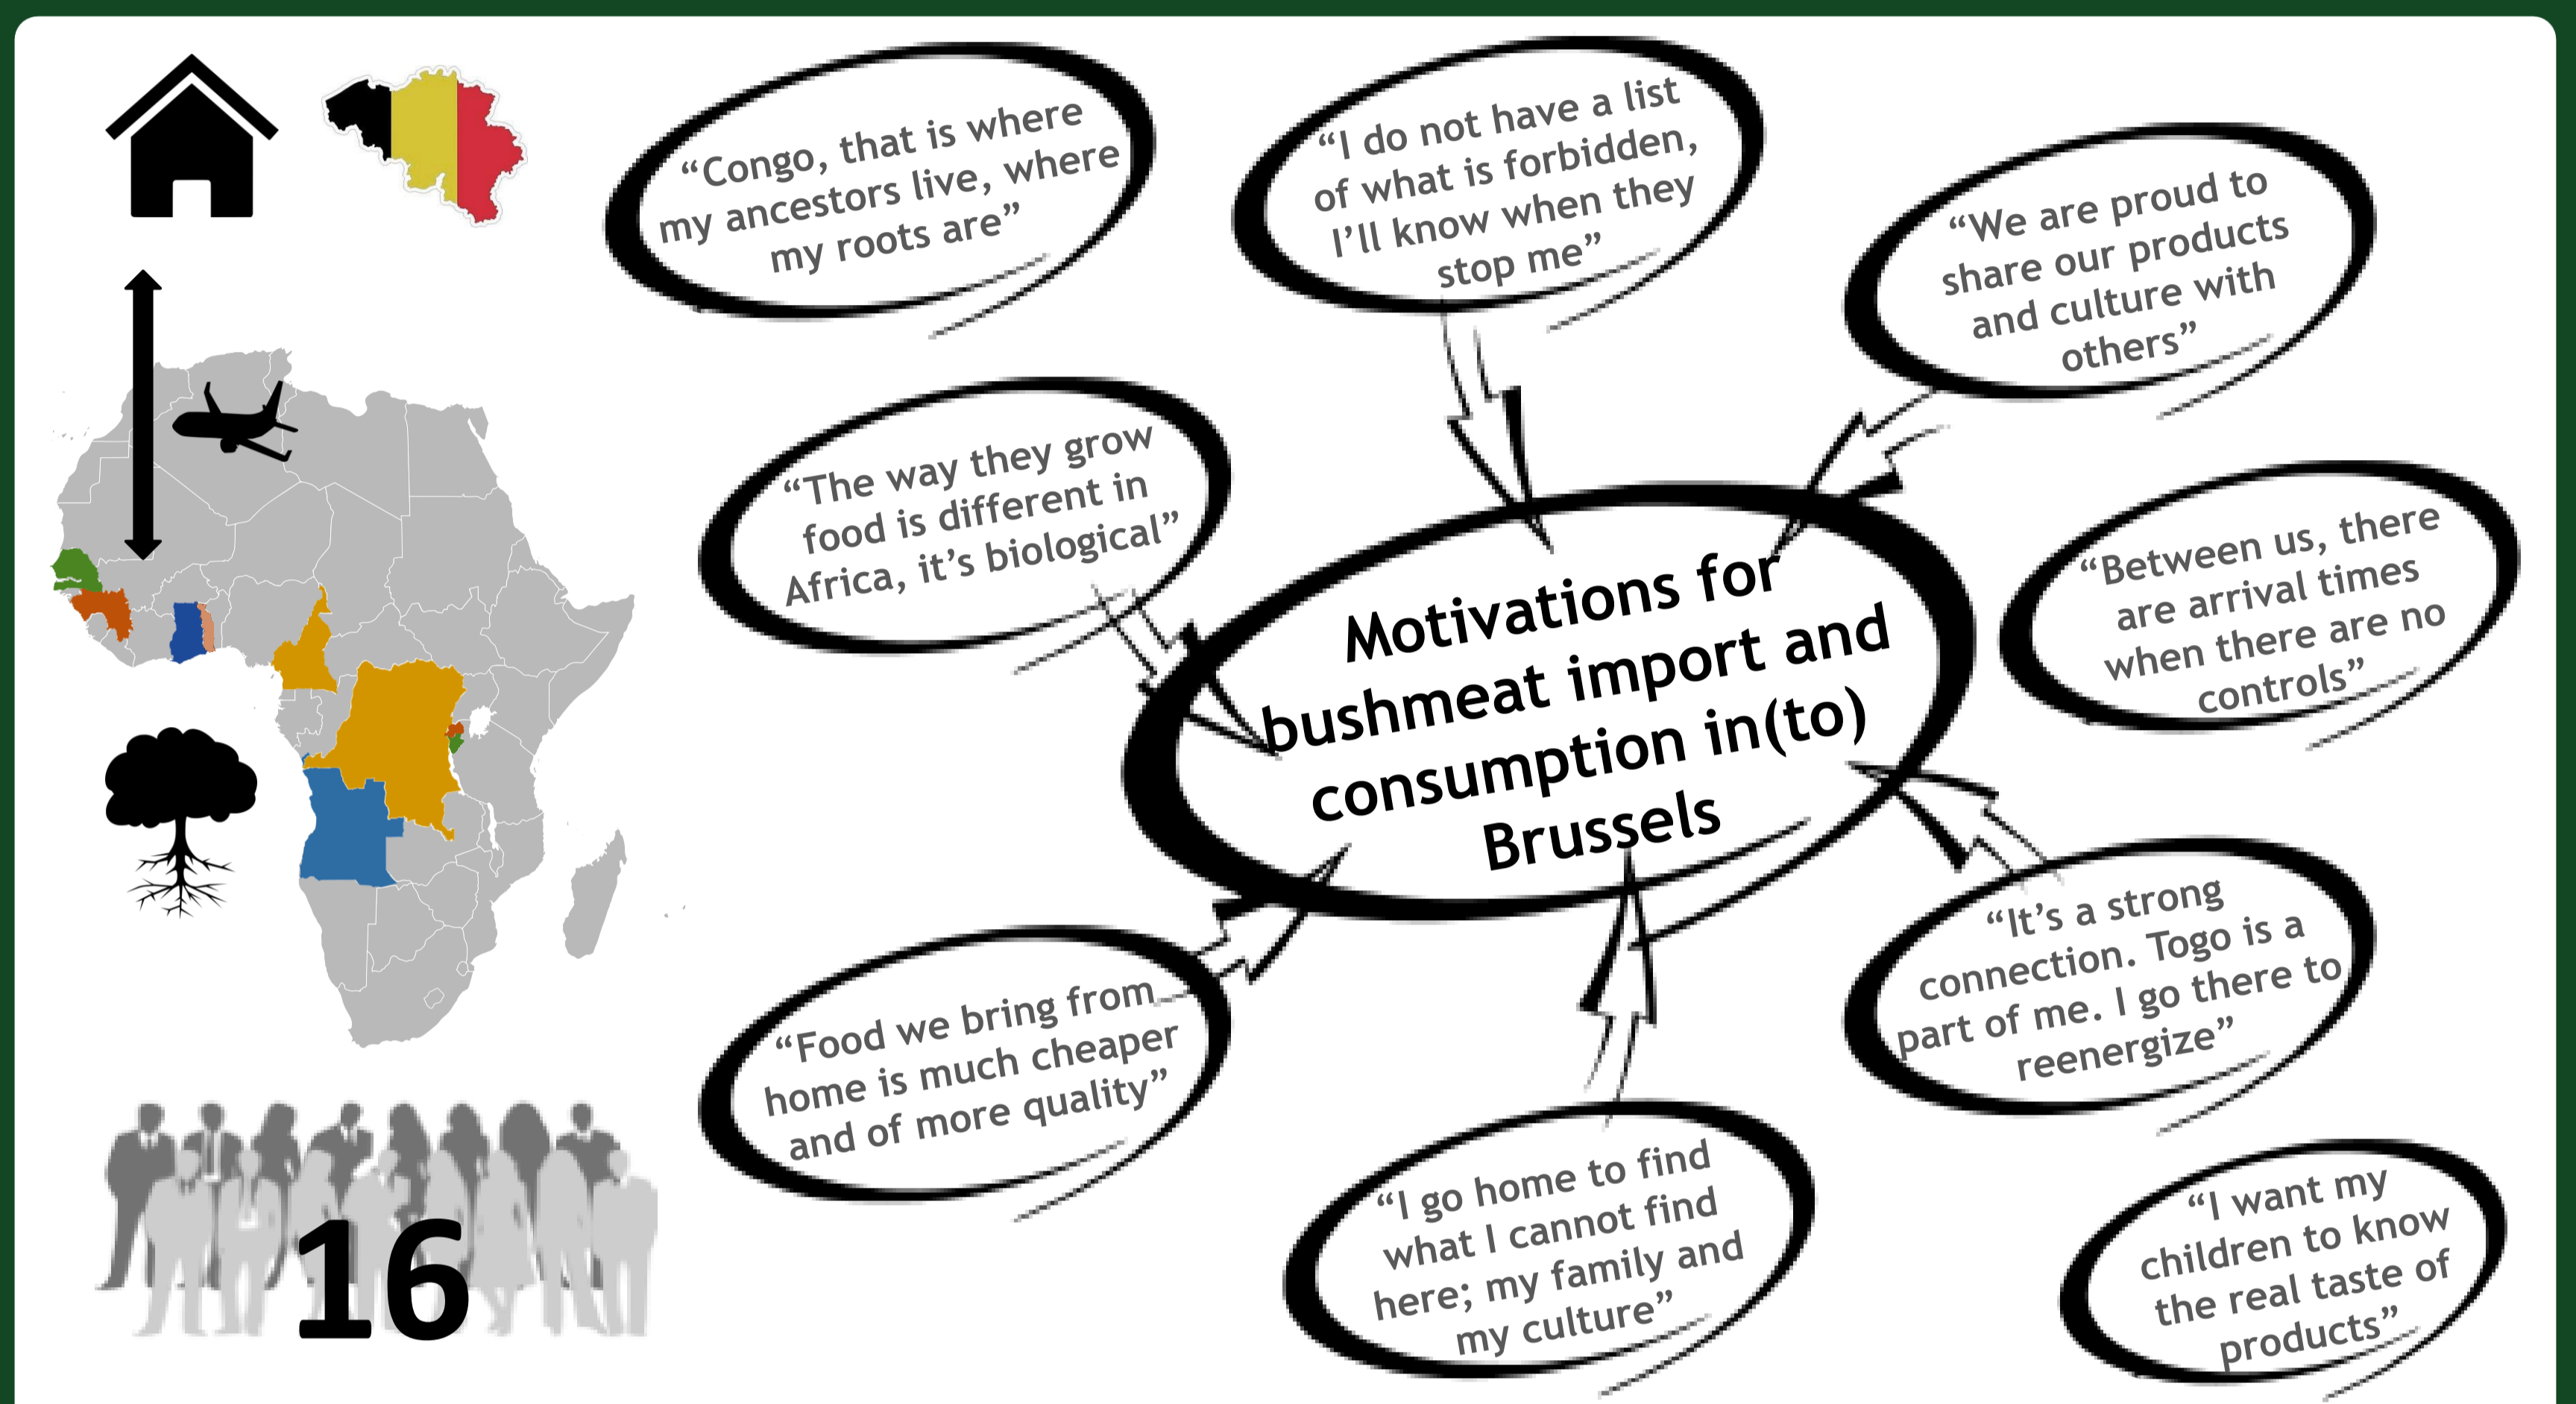 “Congo, that is where
my ancestors live, where
my roots are”
“I do not have a list
of what is forbidden,
I’ll know when they
stop me”
“We are proud to
share our products
and culture with
others”
“The way they grow
food is different in
Africa, it’s biological”
“Between us, there
are arrival times
when there are no
controls”
Motivations for
bushmeat import and
consumption in(to)
Brussels
“It’s a strong
connection. Togo is a
part of me. I go there to
reenergize”
“Food we bring from
home is much cheaper
and of more quality”
“I go home to find
what I cannot find
here; my family and
my culture”
“I want my
children to know
the real taste of
products”
16